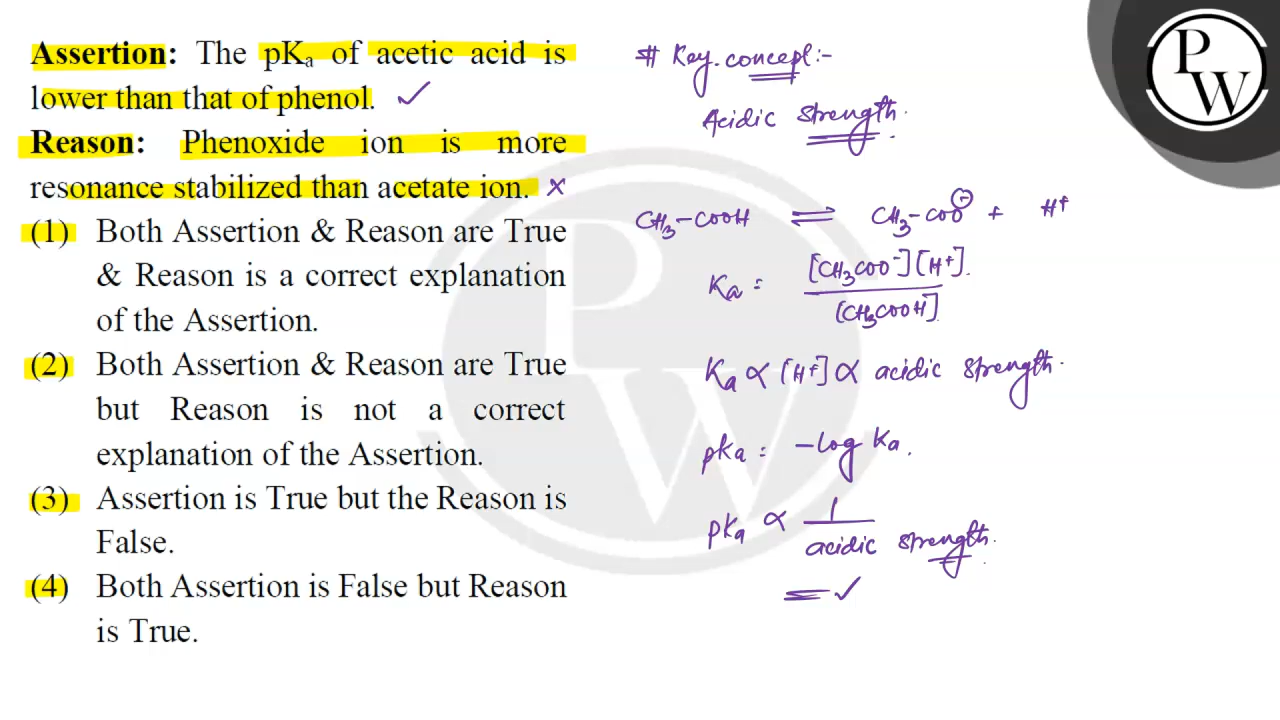 Assertion: The pKₐ of acetic acid is
lower than that of phenol. ✓
Reason: Phenoxide ion is more
resonance stabilized than acetate ion. ×
(1) Both Assertion & Reason are True
& Reason is a correct explanation
of the Assertion.
(2) Both Assertion & Reason are True
but Reason is not a correct
explanation of the Assertion.
(3) Assertion is True but the Reason is
False.
(4) Both Assertion is False but Reason
is True.
# Key concept:-
Acidic strength.
CH₃-COOH ⇌ CH₃-COO⊖ + H⁺
Ka = [CH₃COO⁻][H⁺] / [CH₃COOH]
Ka ∝ [H⁺] ∝ acidic strength.
pKa = -log Ka.
pKa ∝ 1 / acidic strength.
✓
PW
PW